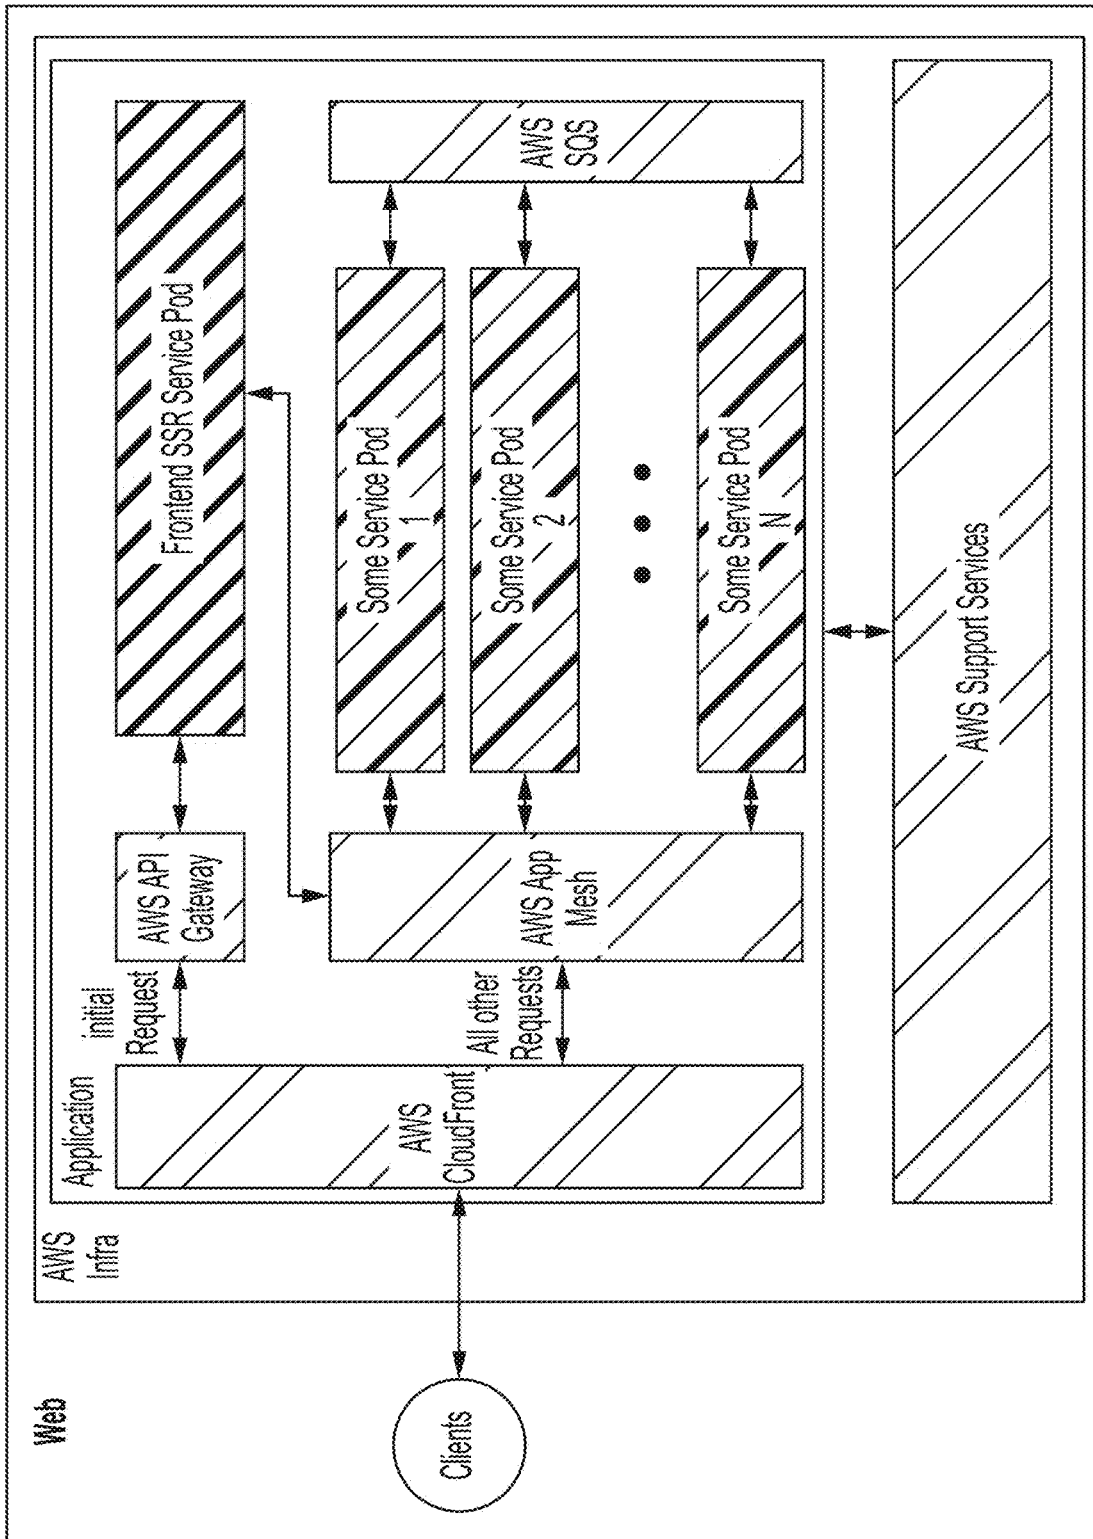 Web
AWS
Infra
Application
Clients
AWS
CloudFront
initial
Request
All other
Requests
AWS API
Gateway
AWS App
Mesh
Frontend SSR Service Pod
Some Service Pod
1
Some Service Pod
2
Some Service Pod
N
AWS
SQS
AWS Support Services